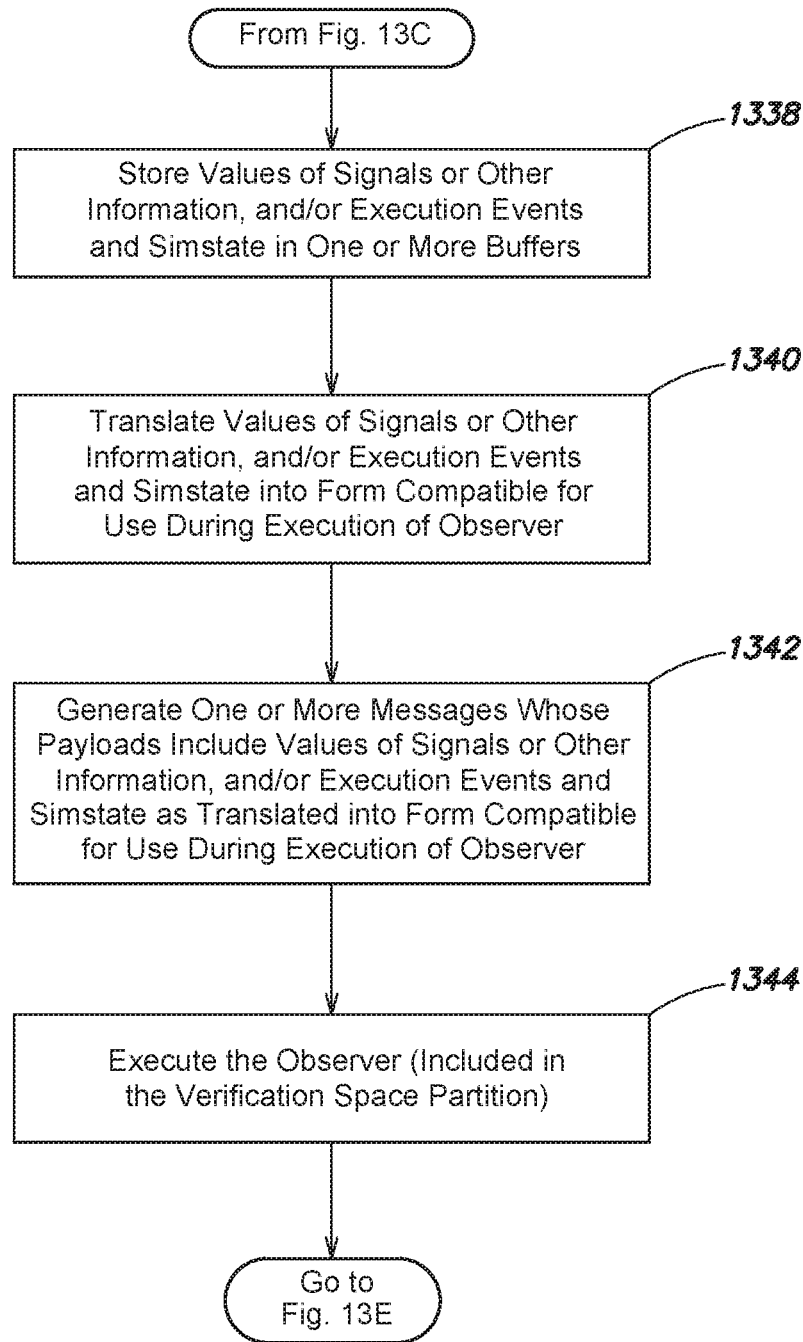 From Fig. 13C
1338
Store Values of Signals or Other
Information, and/or Execution Events
and Simstate in One or More Buffers
1340
Translate Values of Signals or Other
Information, and/or Execution Events
and Simstate into Form Compatible for
Use During Execution of Observer
1342
Generate One or More Messages Whose
Payloads Include Values of Signals or Other
Information, and/or Execution Events and
Simstate as Translated into Form Compatible
for Use During Execution of Observer
1344
Execute the Observer (Included in
the Verification Space Partition)
Go to
Fig. 13E